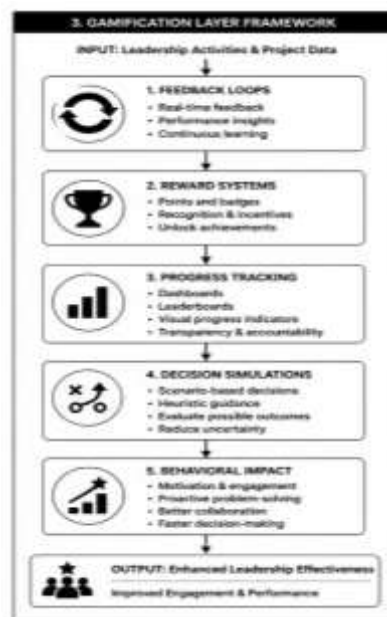 3. GAMIFICATION LAYER FRAMEWORK
INPUT: Leadership Activities & Project Data
1. FEEDBACK LOOPS
• Real-time feedback
• Performance insights
• Continuous learning
2. REWARD SYSTEMS
• Points and badges
• Recognition & incentives
• Unlock achievements
3. PROGRESS TRACKING
• Dashboards
• Leaderboards
• Visual progress indicators
• Transparency & accountability
4. DECISION SIMULATIONS
• Scenario-based decisions
• Heuristic guidance
• Evaluate possible outcomes
• Reduce uncertainty
5. BEHAVIORAL IMPACT
• Motivation & engagement
• Proactive problem-solving
• Better collaboration
• Faster decision-making
OUTPUT: Enhanced Leadership Effectiveness
Improved Engagement & Performance